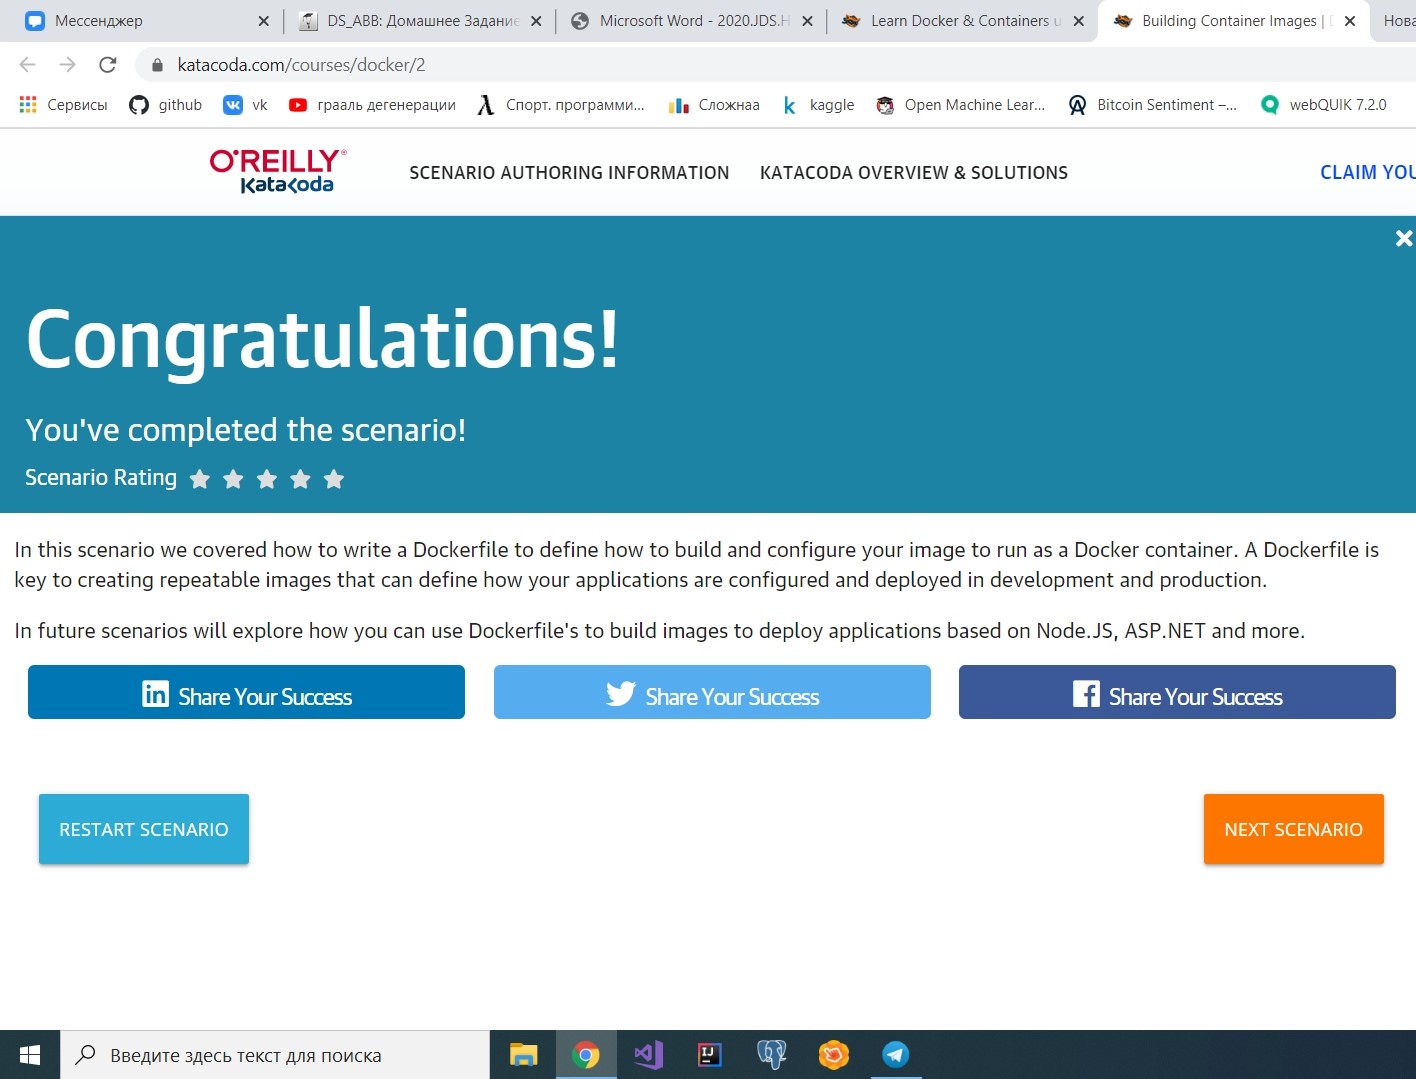 Мессенджер
DS_ABB: Домашнее Задание
Microsoft Word - 2020.JDS.H
Learn Docker & Containers u
Building Container Images |
Нова
katacoda.com/courses/docker/2
Сервисы
github
vk
грааль дегенерации
Спорт. программи...
Сложнаа
kaggle
Open Machine Lear...
Bitcoin Sentiment –...
webQUIK 7.2.0
O'REILLY®
Katacoda
SCENARIO AUTHORING INFORMATION
KATACODA OVERVIEW & SOLUTIONS
CLAIM YOU
Congratulations!
You've completed the scenario!
Scenario Rating
In this scenario we covered how to write a Dockerfile to define how to build and configure your image to run as a Docker container. A Dockerfile is
key to creating repeatable images that can define how your applications are configured and deployed in development and production.
In future scenarios will explore how you can use Dockerfile's to build images to deploy applications based on Node.JS, ASP.NET and more.
Share Your Success
Share Your Success
Share Your Success
RESTART SCENARIO
NEXT SCENARIO
Введите здесь текст для поиска